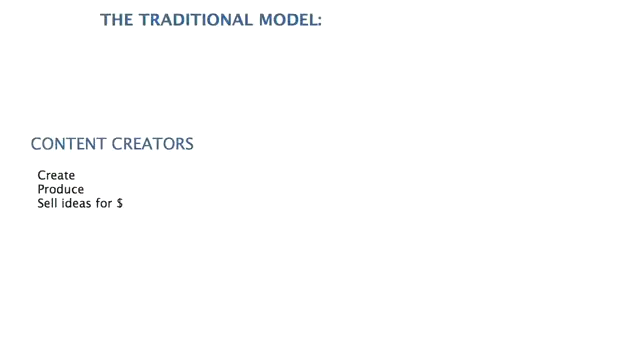 THE TRADITIONAL MODEL:
CONTENT CREATORS
Create
Produce
Sell ideas for $